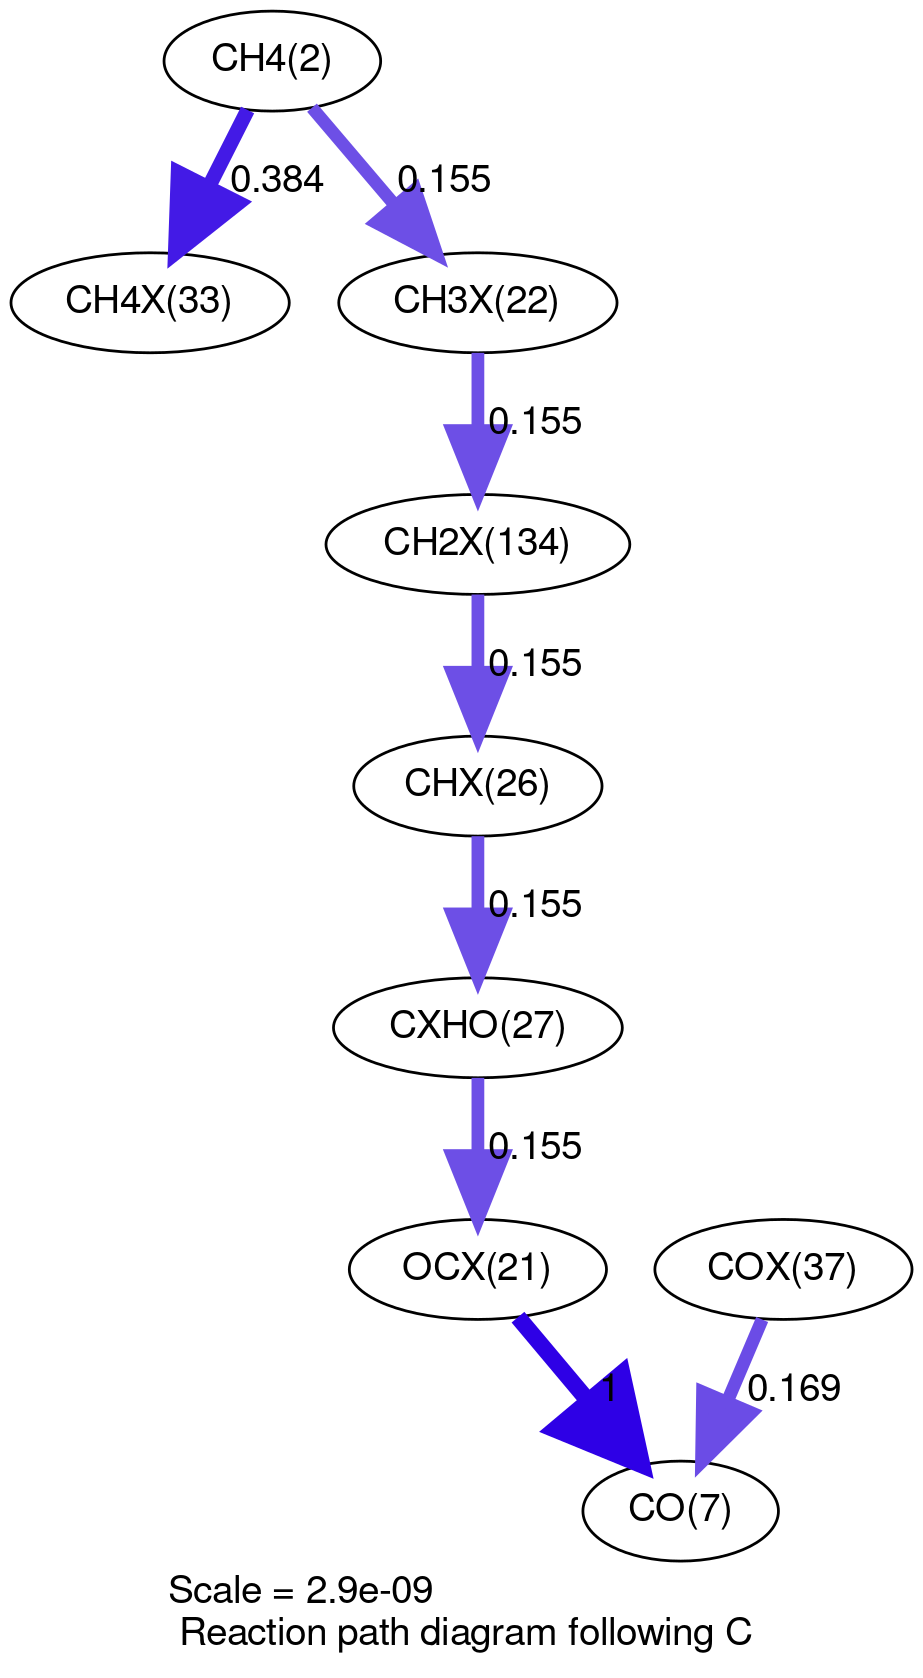 CH4(2)
0.384
0.155
CH4X(33)
CH3X(22)
0.155
CH2X(134)
0.155
CHX(26)
0.155
CXHO(27)
0.155
OCX(21)
COX(37)
1
0.169
CO(7)
Scale = 2.9e-09
Reaction path diagram following C